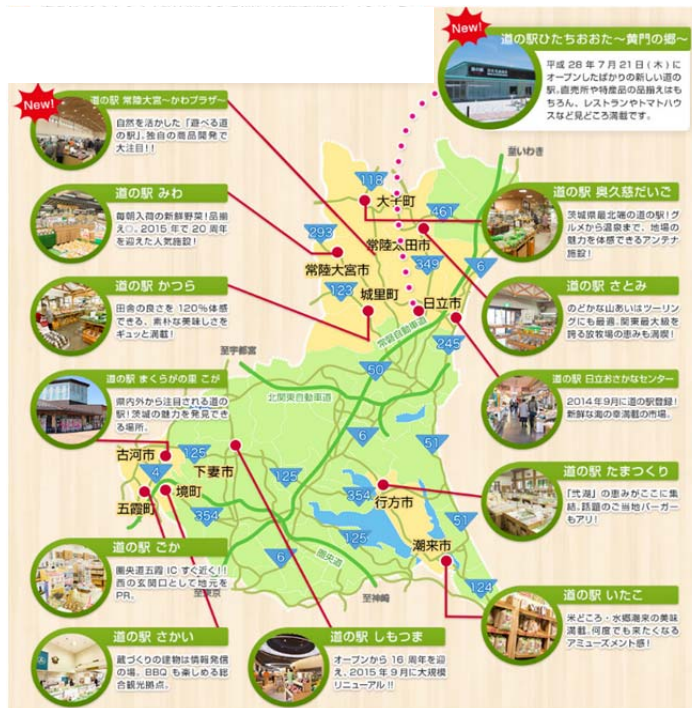 New!
道の駅ひたちおおた～黄門の郷～
平成 28 年 7 月 21 日 (木) に
オープンしたばかりの新しい道の
駅。直売所や特産品の品揃えはも
ちろん、レストランやトマトハウ
スなど見どころ満載です。
New!
道の駅 常陸大宮～かわプラザ～
自然を活かした「遊べる道
の駅」。独自の商品開発で
大注目!!
道の駅 みわ
毎朝入荷の新鮮野菜!品揃
え○。2015年で20周年
を迎えた人気施設!
道の駅 かつら
田舎の良さを120%体感
できる、素朴な美味しさを
ギュッと満載!
道の駅 まくらがの里 こが
県内外から注目される道の
駅!茨城の魅力を発見でき
る場所。
道の駅 奥久慈だいご
茨城県最北端の道の駅!グ
ルメから温泉まで、地場の
魅力を体感できるアンテナ
施設!
道の駅 さとみ
のどかな山あいはツーリング
にも最適。関東最大級を
誇る放牧場の恵みも満喫!
道の駅 日立おさかなセンター
2014年9月に道の駅登録!
新鮮な海の幸満載の市場。
道の駅 たまつくり
「弐湖」の恵みがここに集
結。話題のご当地バーガー
もアリ!
道の駅 いたこ
米どころ・水郷潮来の美味
満載。何度でも来たくなる
アミューズメント感!
道の駅 ごか
圏央道五霞 IC すぐ近く!!
西の玄関口として地元を
PR。
道の駅 さかい
蔵づくりの建物は情報発信
の場。BBQ も楽しめる総
合観光拠点。
道の駅 しもつま
オープンから 16 周年を迎
え、2015 年 9 月に大規模
リニューアル!!
至いわき
118
大子町
461
293
常陸太田市
349
6
常陸大宮市
123
城里町
日立市
常磐自動車道
245
至宇都宮
50
北関東自動車道
6
51
古河市
125
下妻市
4
125
境町
354
行方市
五霞町
354
51
125
潮来市
6
圏央道
124
至東京
至神崎